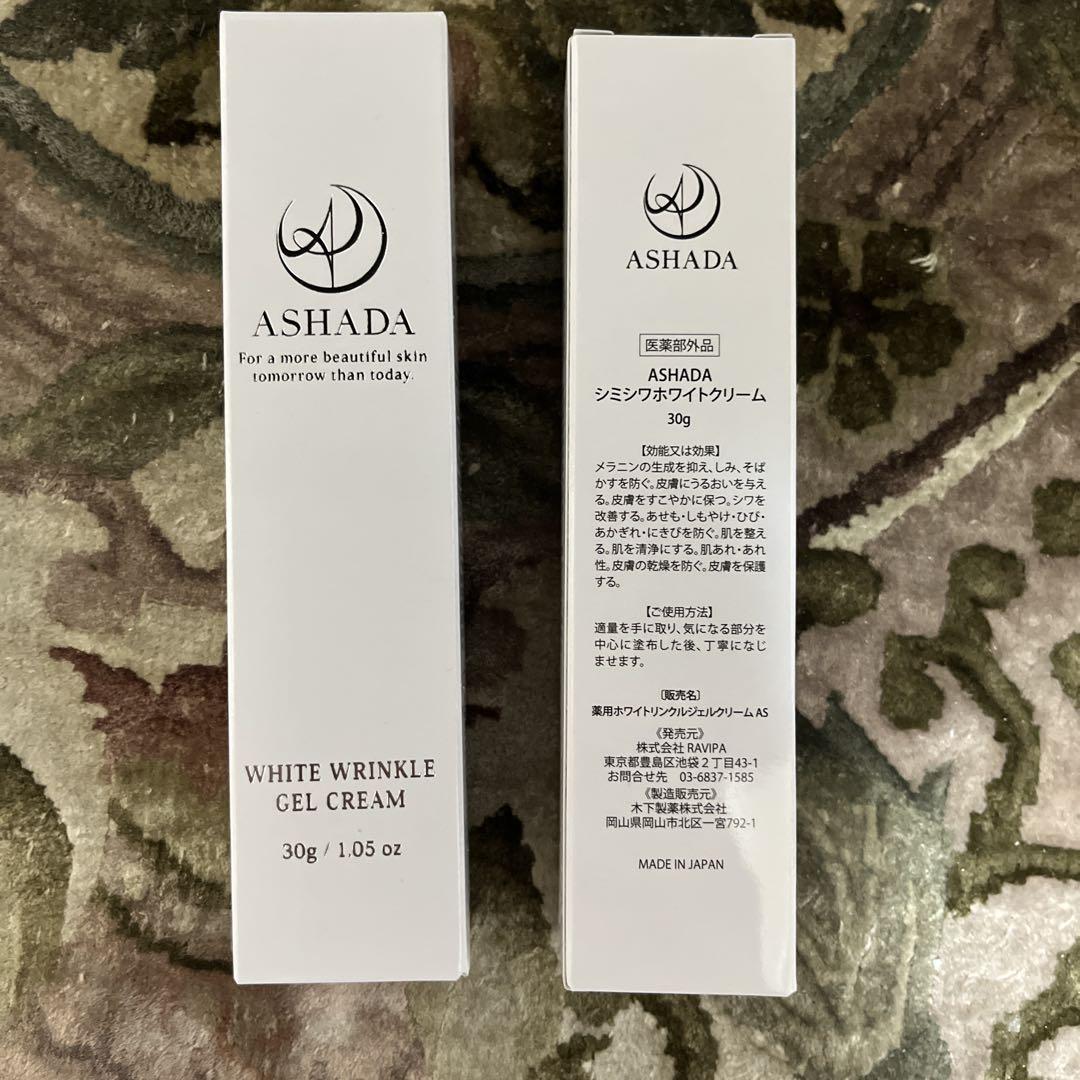 ASHADA
For a more beautiful skin
tomorrow than today.
WHITE WRINKLE
GEL CREAM
30g / 1.05 oz
ASHADA
医薬部外品
ASHADA
シミシワホワイトクリーム
30g
【効能又は効果】
メラニンの生成を抑え、しみ、そば
かすを防ぐ。皮膚にうるおいを与え
る。皮膚をすこやかに保つ。シワを
改善する。あせも・しもやけ・ひび・
あかぎれ・にきびを防ぐ。肌を整え
る。肌を清浄にする。肌あれ・あれ
性。皮膚の乾燥を防ぐ。皮膚を保護
する。
【ご使用方法】
適量を手に取り、気になる部分を
中心に塗布した後、丁寧になじ
ませます。
〔販売名〕
薬用ホワイトリンクルジェルクリーム AS
《発売元》
株式会社 RAVIPA
東京都豊島区池袋２丁目43-1
お問合せ先 03-6837-1585
《製造販売元》
木下製薬株式会社
岡山県岡山市北区一宮792-1
MADE IN JAPAN